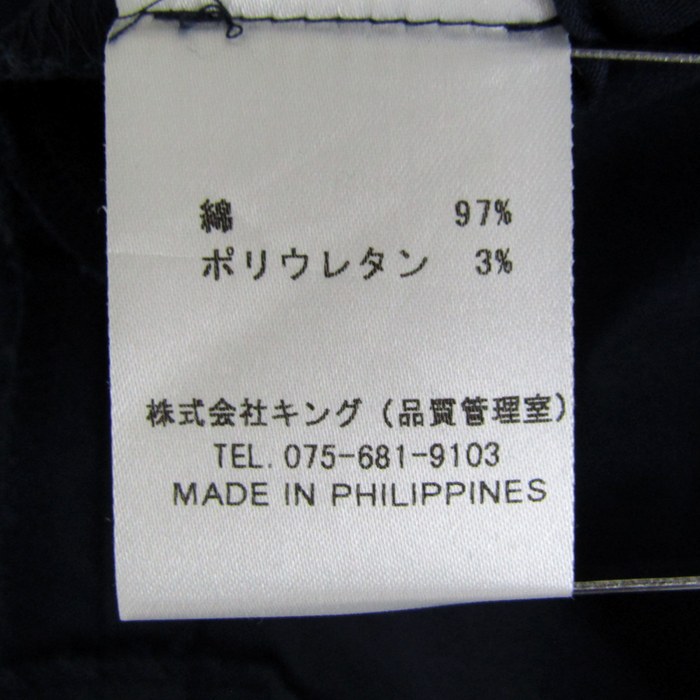 綿 97%
ポリウレタン 3%
株式会社キング(品質管理室)
TEL. 075-681-9103
MADE IN PHILIPPINES